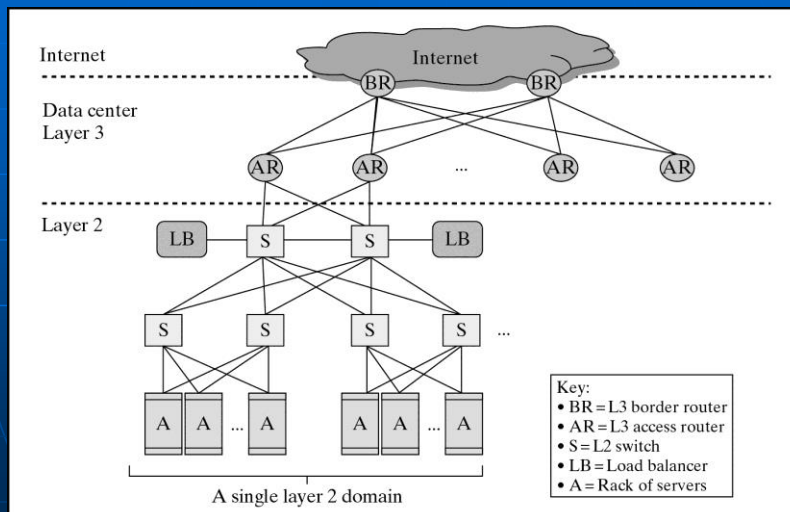 Internet
Internet
BR BR
Data center
Layer 3
AR AR ... AR AR
Layer 2
LB S S LB
S S S S ...
A A ... A A A ... A
A single layer 2 domain
Key:
• BR = L3 border router
• AR = L3 access router
• S = L2 switch
• LB = Load balancer
• A = Rack of servers